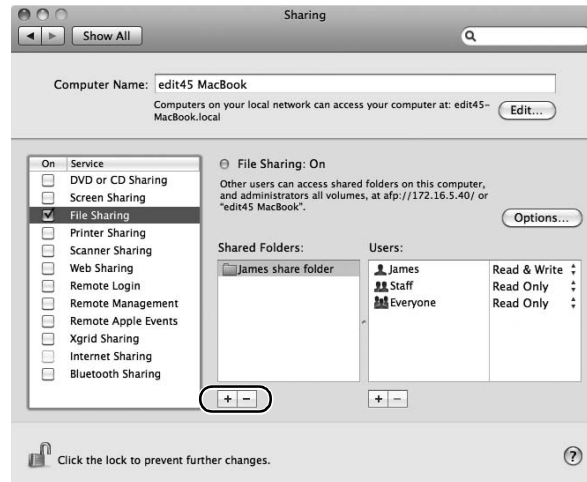 Sharing
Show All
Computer Name: edit45 MacBook
Computers on your local network can access your computer at: edit45-
MacBook.local
Edit...
On Service
DVD or CD Sharing
Screen Sharing
File Sharing
Printer Sharing
Scanner Sharing
Web Sharing
Remote Login
Remote Management
Remote Apple Events
Xgrid Sharing
Internet Sharing
Bluetooth Sharing
File Sharing: On
Other users can access shared folders on this computer,
and administrators all volumes, at afp://172.16.5.40/ or
"edit45 MacBook".
Options...
Shared Folders:
James share folder
+ −
Users:
James Read & Write
Staff Read Only
Everyone Read Only
+ −
Click the lock to prevent further changes.
?